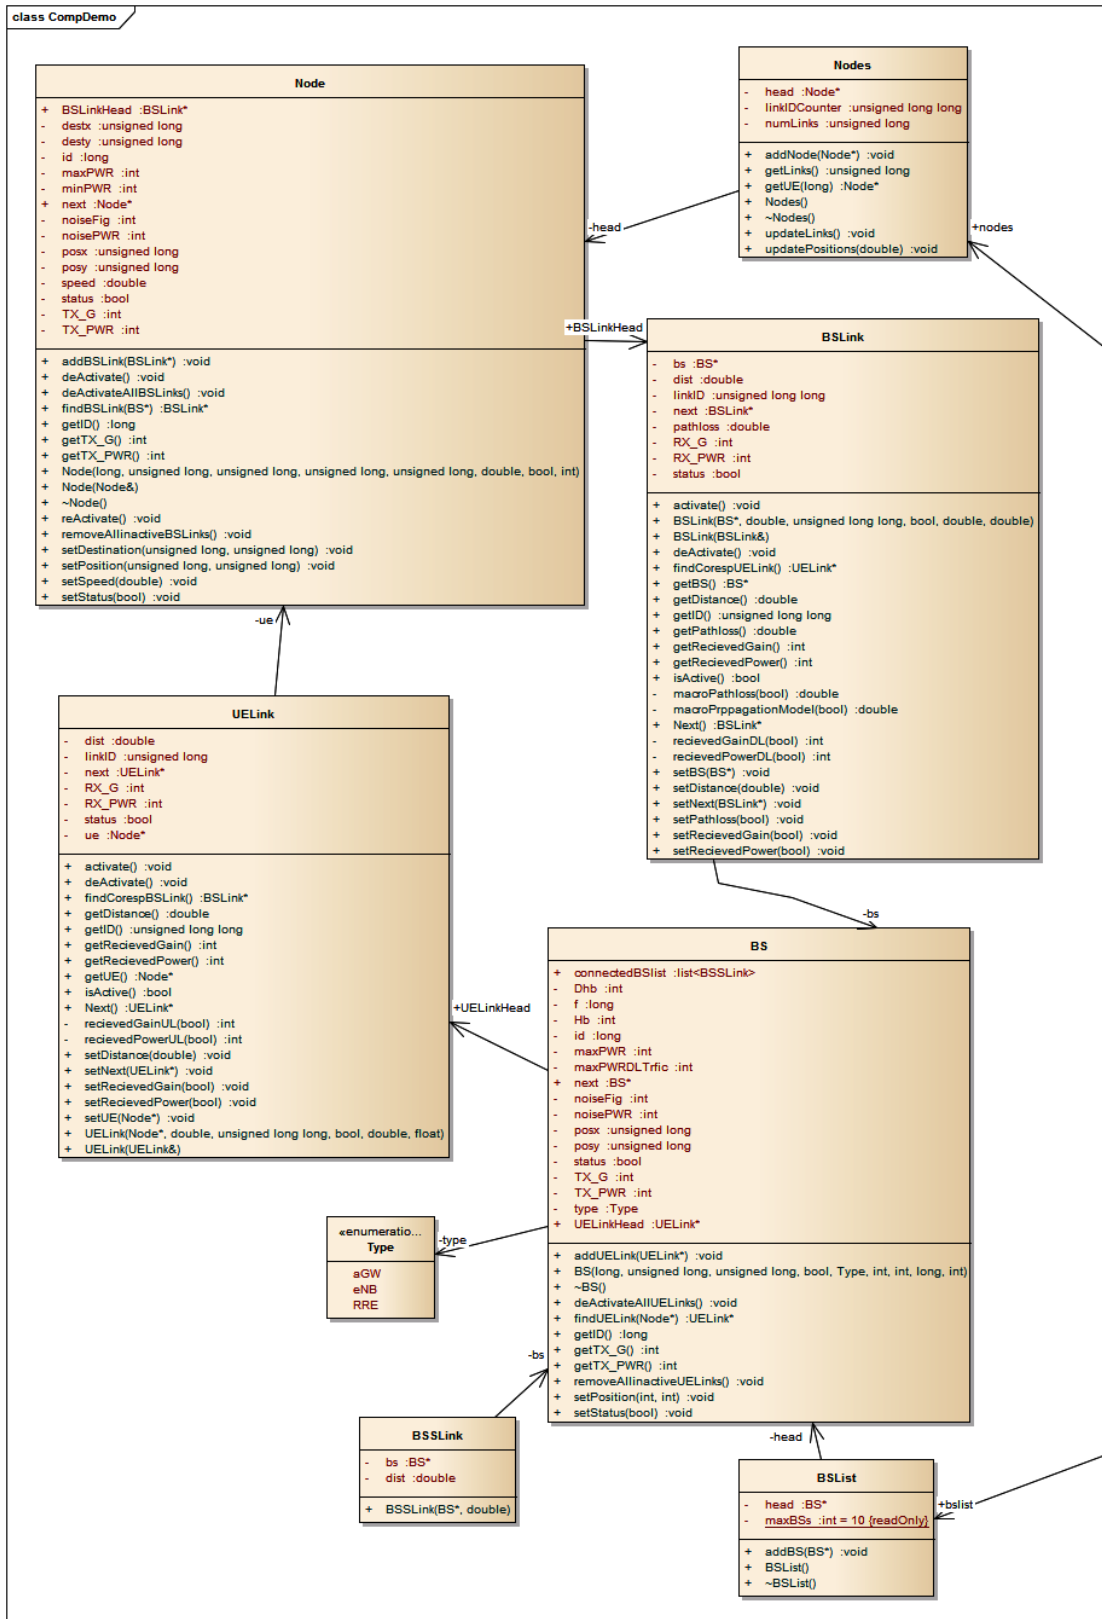 class CompDemo
Node
+ BSLinkHead :BSLink*
- destx :unsigned long
- desty :unsigned long
- id :long
- maxPWR :int
- minPWR :int
+ next :Node*
- noiseFig :int
- noisePWR :int
- posx :unsigned long
- posy :unsigned long
- speed :double
- status :bool
- TX_G :int
- TX_PWR :int
+ addBSLink(BSLink*) :void
+ deActivate() :void
+ deActivateAllBSLinks() :void
+ findBSLink(BS*) :BSLink*
+ getID() :long
+ getTX_G() :int
+ getTX_PWR() :int
+ Node(long, unsigned long, unsigned long, unsigned long, unsigned long, double, bool, int)
+ Node(Node&)
+ ~Node()
+ reActivate() :void
+ removeAllinactiveBSLinks() :void
+ setDestination(unsigned long, unsigned long) :void
+ setPosition(unsigned long, unsigned long) :void
+ setSpeed(double) :void
+ setStatus(bool) :void
Nodes
- head :Node*
- linkIDCounter :unsigned long long
- numLinks :unsigned long
+ addNode(Node*) :void
+ getLinks() :unsigned long
+ getUE(long) :Node*
+ Nodes()
+ ~Nodes()
+ updateLinks() :void
+ updatePositions(double) :void
-head
+nodes
+BSLinkHead
BSLink
- bs :BS*
- dist :double
- linkID :unsigned long long
- next :BSLink*
- pathloss :double
- RX_G :int
- RX_PWR :int
- status :bool
+ activate() :void
+ BSLink(BS*, double, unsigned long long, bool, double, double)
+ BSLink(BSLink&)
+ deActivate() :void
+ findCorespUELink() :UELink*
+ getBS() :BS*
+ getDistance() :double
+ getID() :unsigned long long
+ getPathloss() :double
+ getRecievedGain() :int
+ getRecievedPower() :int
+ isActive() :bool
- macroPathloss(bool) :double
- macroPrppagationModel(bool) :double
+ Next() :BSLink*
- recievedGainDL(bool) :int
- recievedPowerDL(bool) :int
+ setBS(BS*) :void
+ setDistance(double) :void
+ setNext(BSLink*) :void
+ setPathloss(bool) :void
+ setRecievedGain(bool) :void
+ setRecievedPower(bool) :void
-ue
UELink
- dist :double
- linkID :unsigned long
- next :UELink*
- RX_G :int
- RX_PWR :int
- status :bool
- ue :Node*
+ activate() :void
+ deActivate() :void
+ findCorespBSLink() :BSLink*
+ getDistance() :double
+ getID() :unsigned long long
+ getRecievedGain() :int
+ getRecievedPower() :int
+ getUE() :Node*
+ isActive() :bool
+ Next() :UELink*
- recievedGainUL(bool) :int
- recievedPowerUL(bool) :int
+ setDistance(double) :void
+ setNext(UELink*) :void
+ setRecievedGain(bool) :void
+ setRecievedPower(bool) :void
+ setUE(Node*) :void
+ UELink(Node*, double, unsigned long long, bool, double, float)
+ UELink(UELink&)
-bs
+UELinkHead
BS
+ connectedBSlist :list<BSSLink>
- Dhb :int
- f :long
- Hb :int
- id :long
- maxPWR :int
- maxPWRDLTrfic :int
+ next :BS*
- noiseFig :int
- noisePWR :int
- posx :unsigned long
- posy :unsigned long
- status :bool
- TX_G :int
- TX_PWR :int
- type :Type
+ UELinkHead :UELink*
+ addUELink(UELink*) :void
+ BS(long, unsigned long, unsigned long, bool, Type, int, int, long, int)
+ ~BS()
+ deActivateAllUELinks() :void
+ findUELink(Node*) :UELink*
+ getID() :long
+ getTX_G() :int
+ getTX_PWR() :int
+ removeAllinactiveUELinks() :void
+ setPosition(int, int) :void
+ setStatus(bool) :void
-type
«enumeratio...
Type
aGW
eNB
RRE
-bs
BSSLink
- bs :BS*
- dist :double
+ BSSLink(BS*, double)
-head
BSList
- head :BS*
- maxBSs :int = 10 {readOnly}
+ addBS(BS*) :void
+ BSList()
+ ~BSList()
+bslist